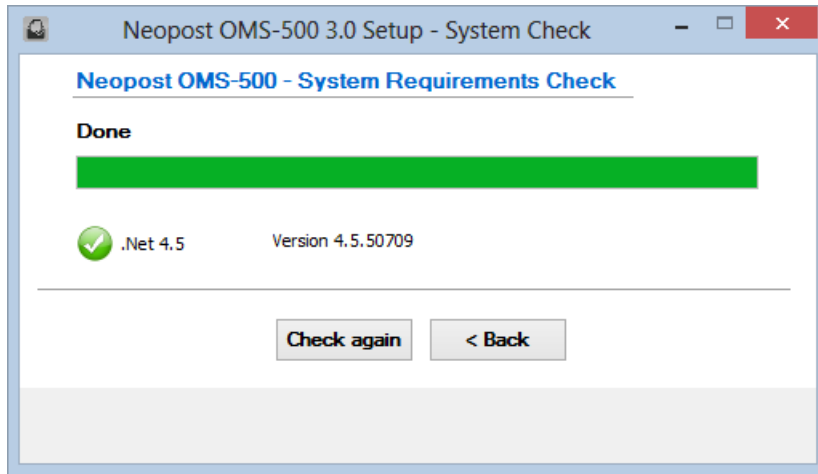 Neopost OMS-500 3.0 Setup - System Check
Neopost OMS-500 - System Requirements Check
Done
.Net 4.5 Version 4.5.50709
Check again < Back